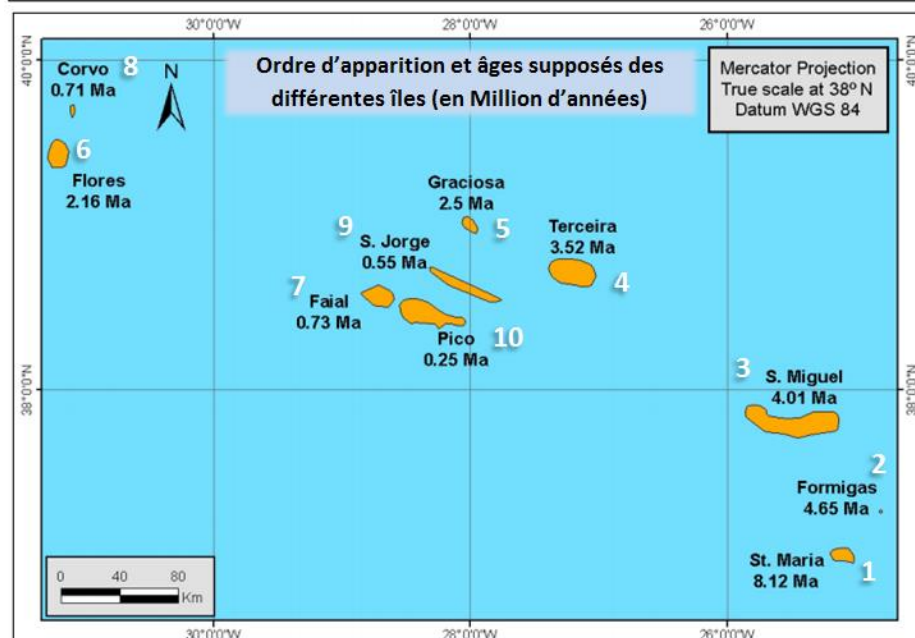 30°0'0"W 28°0'0"W 26°0'0"W
40°0'0"N
40°0'0"N
Ordre d'apparition et âges supposés des
différentes îles (en Million d'années)
Mercator Projection
True scale at 38º N
Datum WGS 84
N
Corvo 8
0.71 Ma
6
Flores
2.16 Ma
Graciosa
2.5 Ma
5
Terceira
3.52 Ma
4
9
S. Jorge
0.55 Ma
7
Faial
0.73 Ma
Pico 10
0.25 Ma
38°0'0"N
38°0'0"N
3
S. Miguel
4.01 Ma
2
Formigas
4.65 Ma
St. Maria
8.12 Ma
1
0 40 80
Km
30°0'0"W 28°0'0"W 26°0'0"W